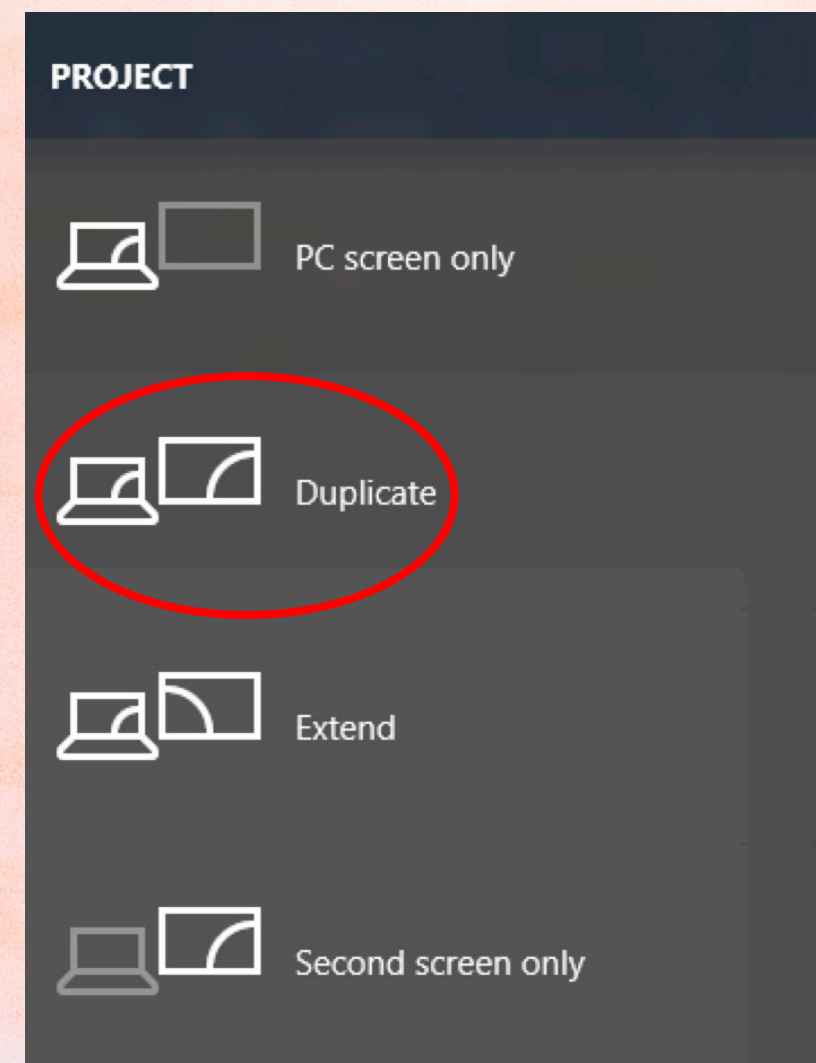 PROJECT
PC screen only
Duplicate
Extend
Second screen only